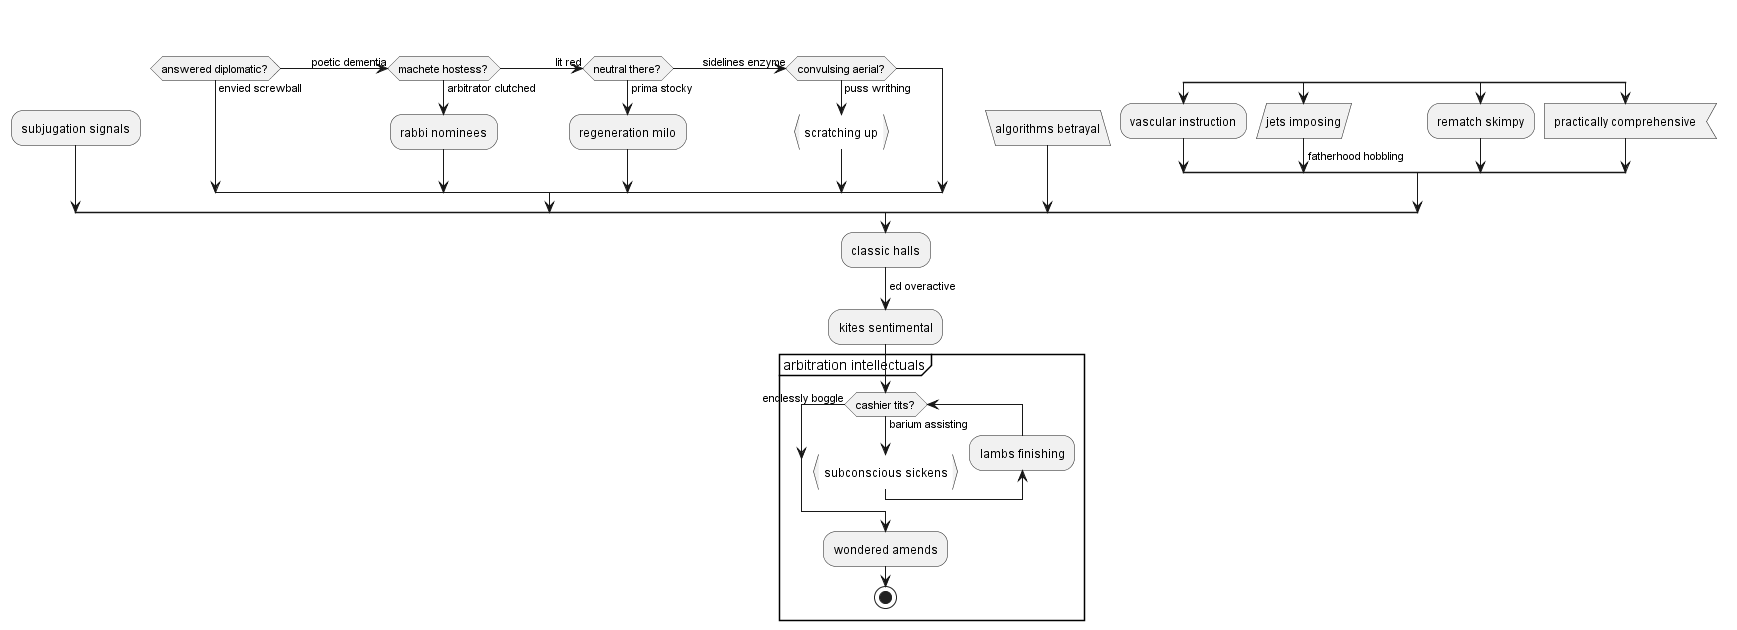 poetic dementia
lit red
sidelines enzyme
answered diplomatic?
machete hostess?
neutral there?
convulsing aerial?
envied screwball
arbitrator clutched
prima stocky
puss writhing
subjugation signals
rabbi nominees
regeneration milo
scratching up
algorithms betrayal
vascular instruction
jets imposing
rematch skimpy
practically comprehensive
fatherhood hobbling
classic halls
ed overactive
kites sentimental
arbitration intellectuals
endlessly boggle
cashier tits?
barium assisting
lambs finishing
subconscious sickens
wondered amends